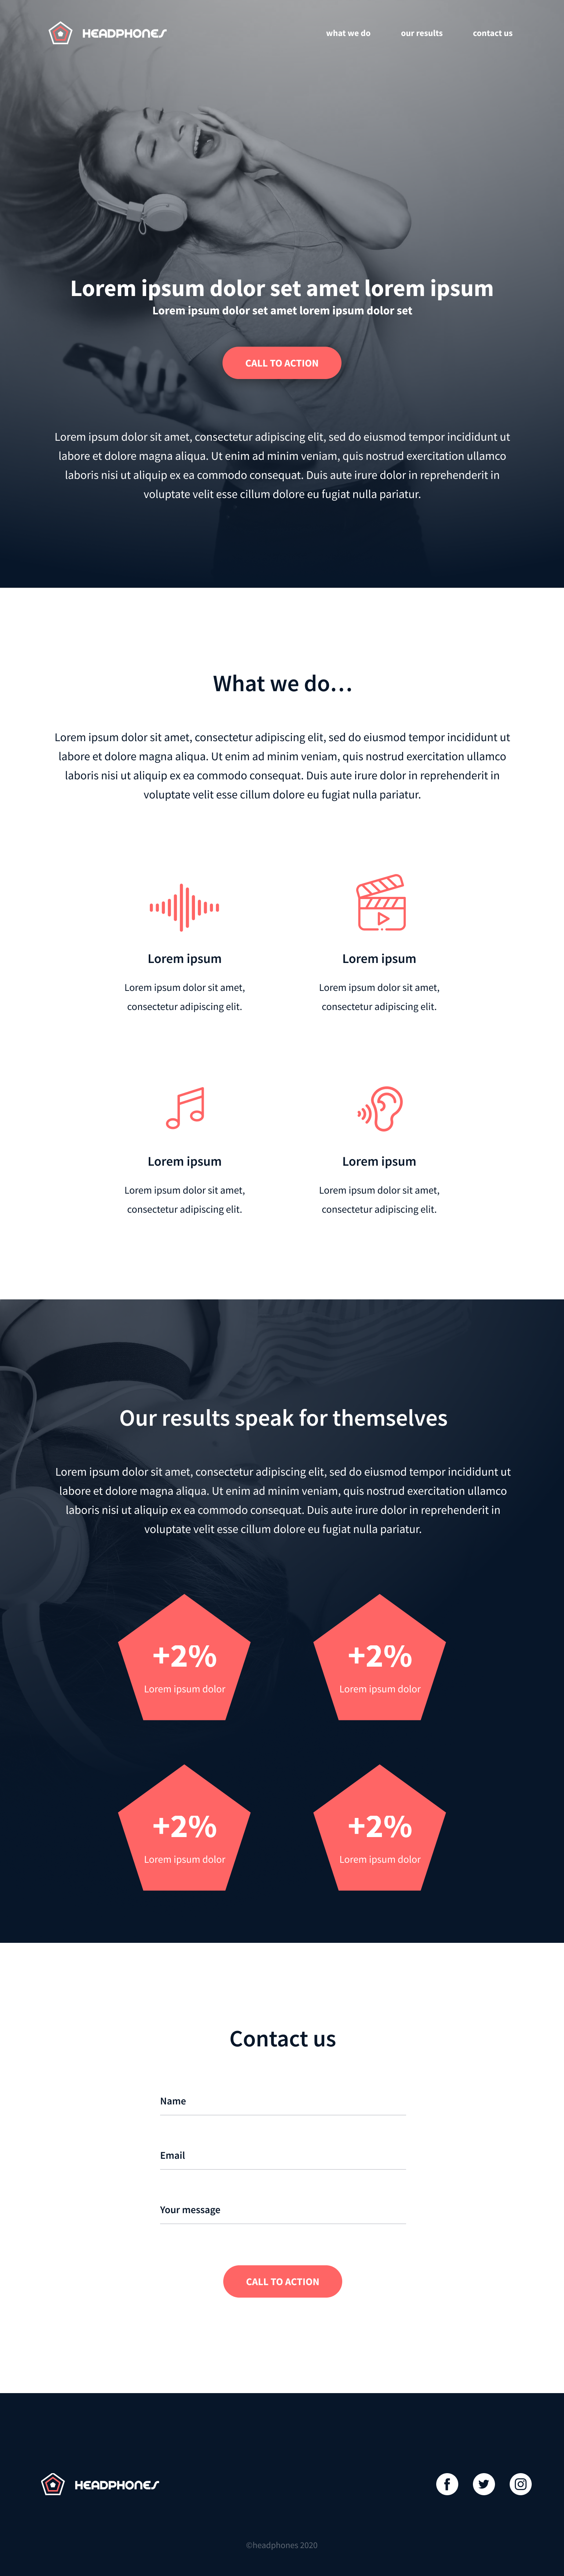 HEADPHONES
what we do our results contact us
Lorem ipsum dolor set amet lorem ipsum
Lorem ipsum dolor set amet lorem ipsum dolor set
CALL TO ACTION
Lorem ipsum dolor sit amet, consectetur adipiscing elit, sed do eiusmod tempor incididunt ut
labore et dolore magna aliqua. Ut enim ad minim veniam, quis nostrud exercitation ullamco
laboris nisi ut aliquip ex ea commodo consequat. Duis aute irure dolor in reprehenderit in
voluptate velit esse cillum dolore eu fugiat nulla pariatur.
What we do...
Lorem ipsum dolor sit amet, consectetur adipiscing elit, sed do eiusmod tempor incididunt ut
labore et dolore magna aliqua. Ut enim ad minim veniam, quis nostrud exercitation ullamco
laboris nisi ut aliquip ex ea commodo consequat. Duis aute irure dolor in reprehenderit in
voluptate velit esse cillum dolore eu fugiat nulla pariatur.
Lorem ipsum
Lorem ipsum dolor sit amet,
consectetur adipiscing elit.
Lorem ipsum
Lorem ipsum dolor sit amet,
consectetur adipiscing elit.
Lorem ipsum
Lorem ipsum dolor sit amet,
consectetur adipiscing elit.
Lorem ipsum
Lorem ipsum dolor sit amet,
consectetur adipiscing elit.
Our results speak for themselves
Lorem ipsum dolor sit amet, consectetur adipiscing elit, sed do eiusmod tempor incididunt ut
labore et dolore magna aliqua. Ut enim ad minim veniam, quis nostrud exercitation ullamco
laboris nisi ut aliquip ex ea commodo consequat. Duis aute irure dolor in reprehenderit in
voluptate velit esse cillum dolore eu fugiat nulla pariatur.
+2%
Lorem ipsum dolor
+2%
Lorem ipsum dolor
+2%
Lorem ipsum dolor
+2%
Lorem ipsum dolor
Contact us
Name
Email
Your message
CALL TO ACTION
HEADPHONES
©headphones 2020